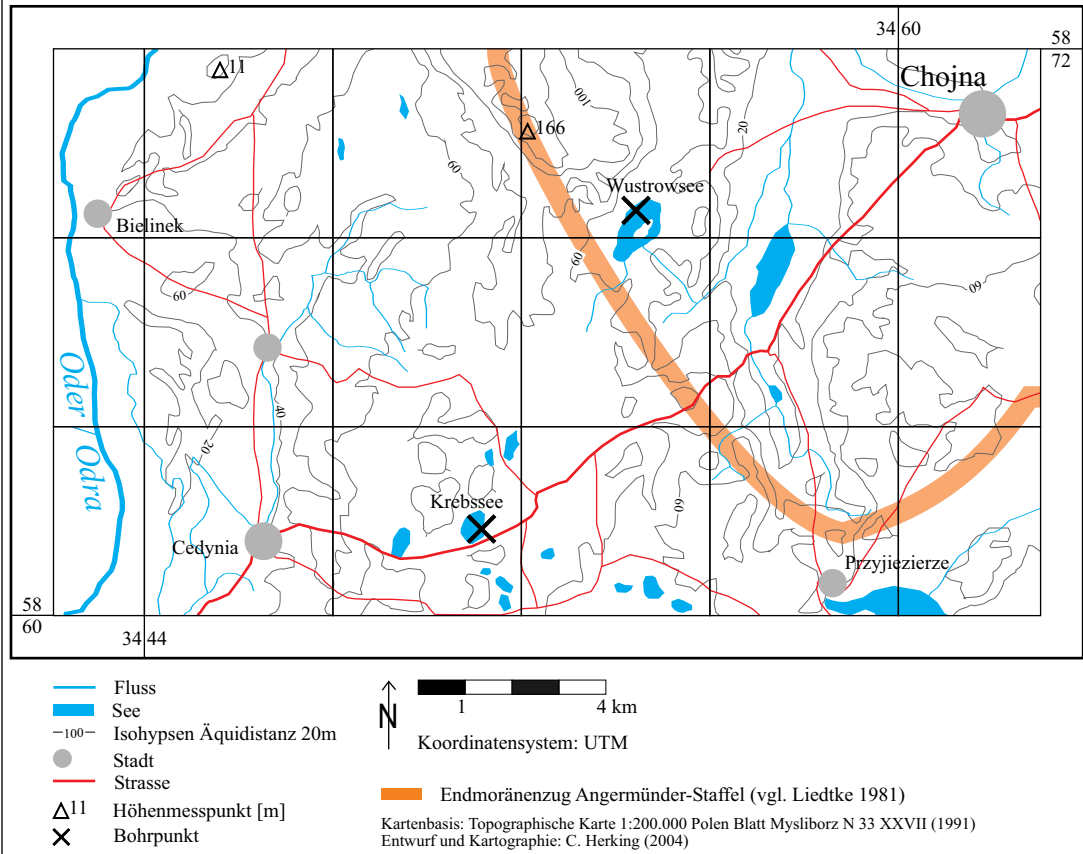 34 60
58
72
11
Chojna
100
166
20
60
Wustrowsee
Bielinek
60
60
60
Oder / Odra
40
20
Krebssee
60
Cedynia
Przyjiezierze
58
60
34 44
Fluss
See
100 Isohypsen Äquidistanz 20m
Stadt
Strasse
11 Höhenmesspunkt [m]
Bohrpunkt
N
1 4 km
Koordinatensystem: UTM
Endmoränenzug Angermünder-Staffel (vgl. Liedtke 1981)
Kartenbasis: Topographische Karte 1:200.000 Polen Blatt Mysliborz N 33 XXVII (1991)
Entwurf und Kartographie: C. Herking (2004)